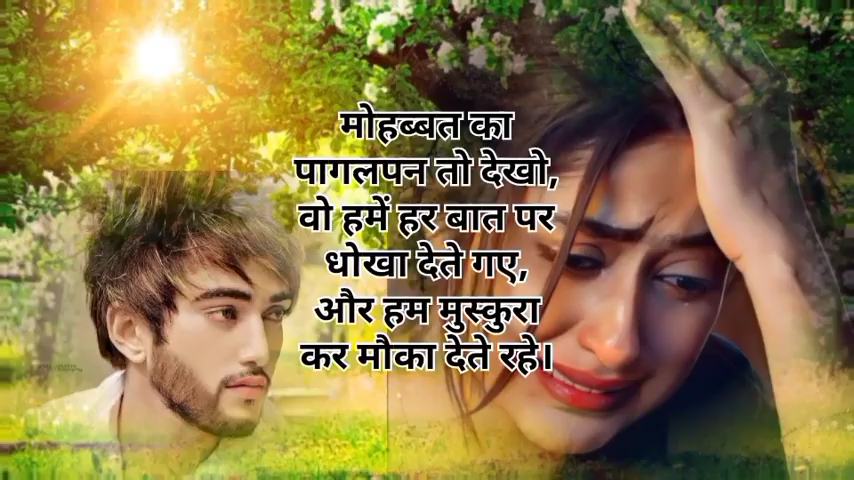 मोहब्बत का
पागलपन तो देखो,
वो हमें हर बात पर
धोखा देते गए,
और हम मुस्कुरा
कर मौका देते रहे।